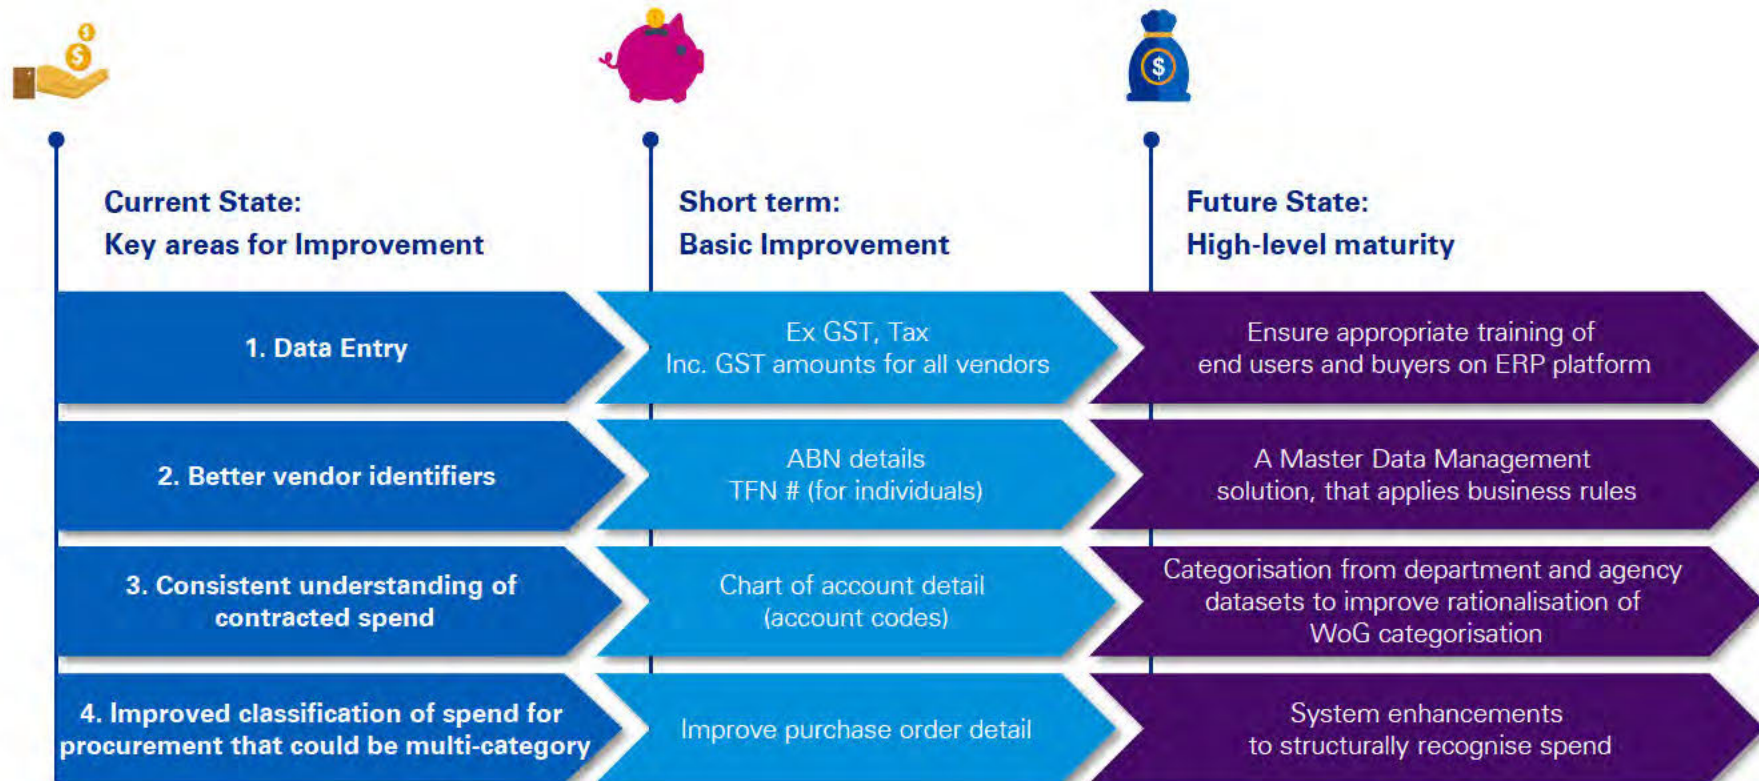 Current State:
Key areas for Improvement
Short term:
Basic Improvement
Future State:
High-level maturity
1. Data Entry
Ex GST, Tax
Inc. GST amounts for all vendors
Ensure appropriate training of
end users and buyers on ERP platform
2. Better vendor identifiers
ABN details
TFN # (for individuals)
A Master Data Management
solution, that applies business rules
3. Consistent understanding of
contracted spend
Chart of account detail
(account codes)
Categorisation from department and agency
datasets to improve rationalisation of
WoG categorisation
4. Improved classification of spend for
procurement that could be multi-category
Improve purchase order detail
System enhancements
to structurally recognise spend